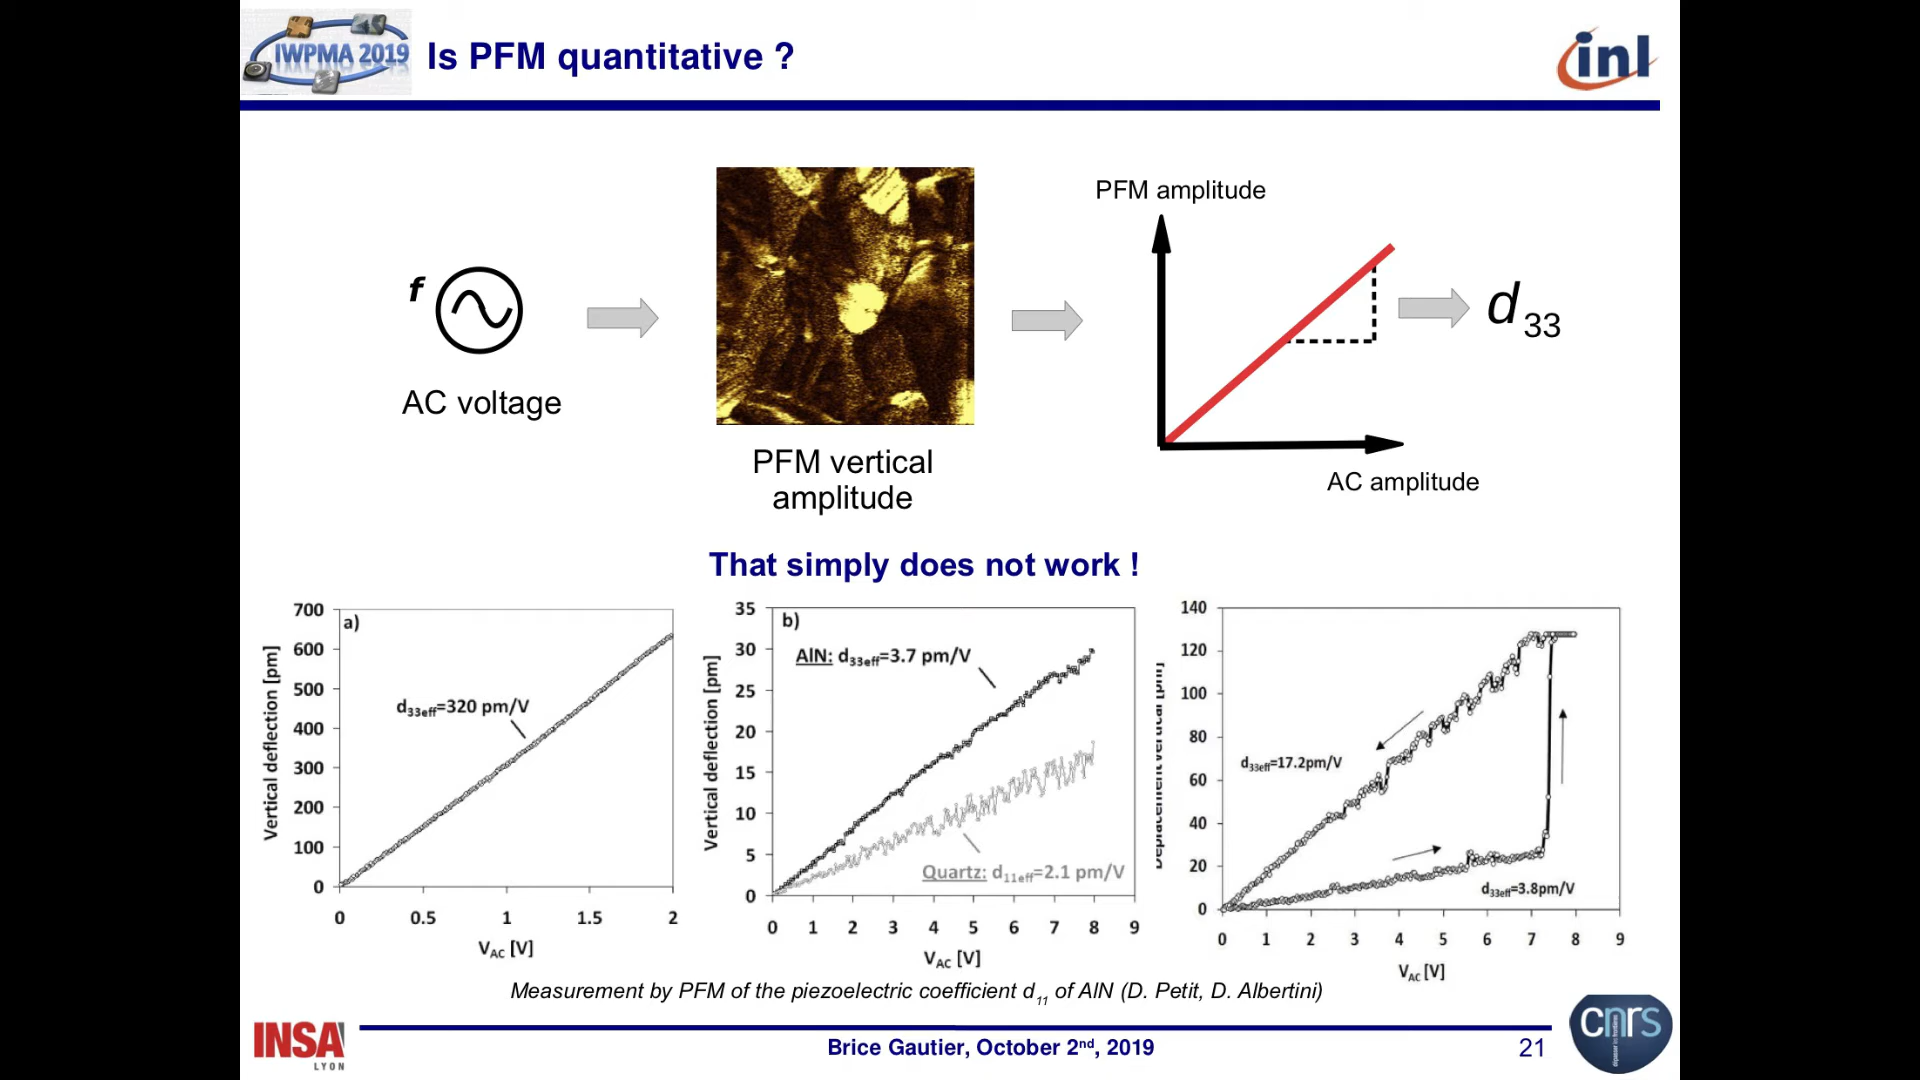 IWPMA 2019
Is PFM quantitative ?
inl
PFM amplitude
f
AC voltage
PFM vertical
amplitude
d33
AC amplitude
That simply does not work !
a)
Vertical deflection [pm]
700
600
500
400
300
200
100
0
d33eff=320 pm/V
0 0.5 1 1.5 2
VAC [V]
b)
Vertical deflection [pm]
35
30
25
20
15
10
5
0
AlN: d33eff=3.7 pm/V
Quartz: d11eff=2.1 pm/V
0 1 2 3 4 5 6 7 8 9
VAC [V]
Deplacement vertical [pm]
140
120
100
80
60
40
20
0
d33eff=17.2pm/V
d33eff=3.8pm/V
0 1 2 3 4 5 6 7 8 9
VAC [V]
Measurement by PFM of the piezoelectric coefficient d11 of AlN (D. Petit, D. Albertini)
INSA
LYON
Brice Gautier, October 2nd, 2019
21
cnrs